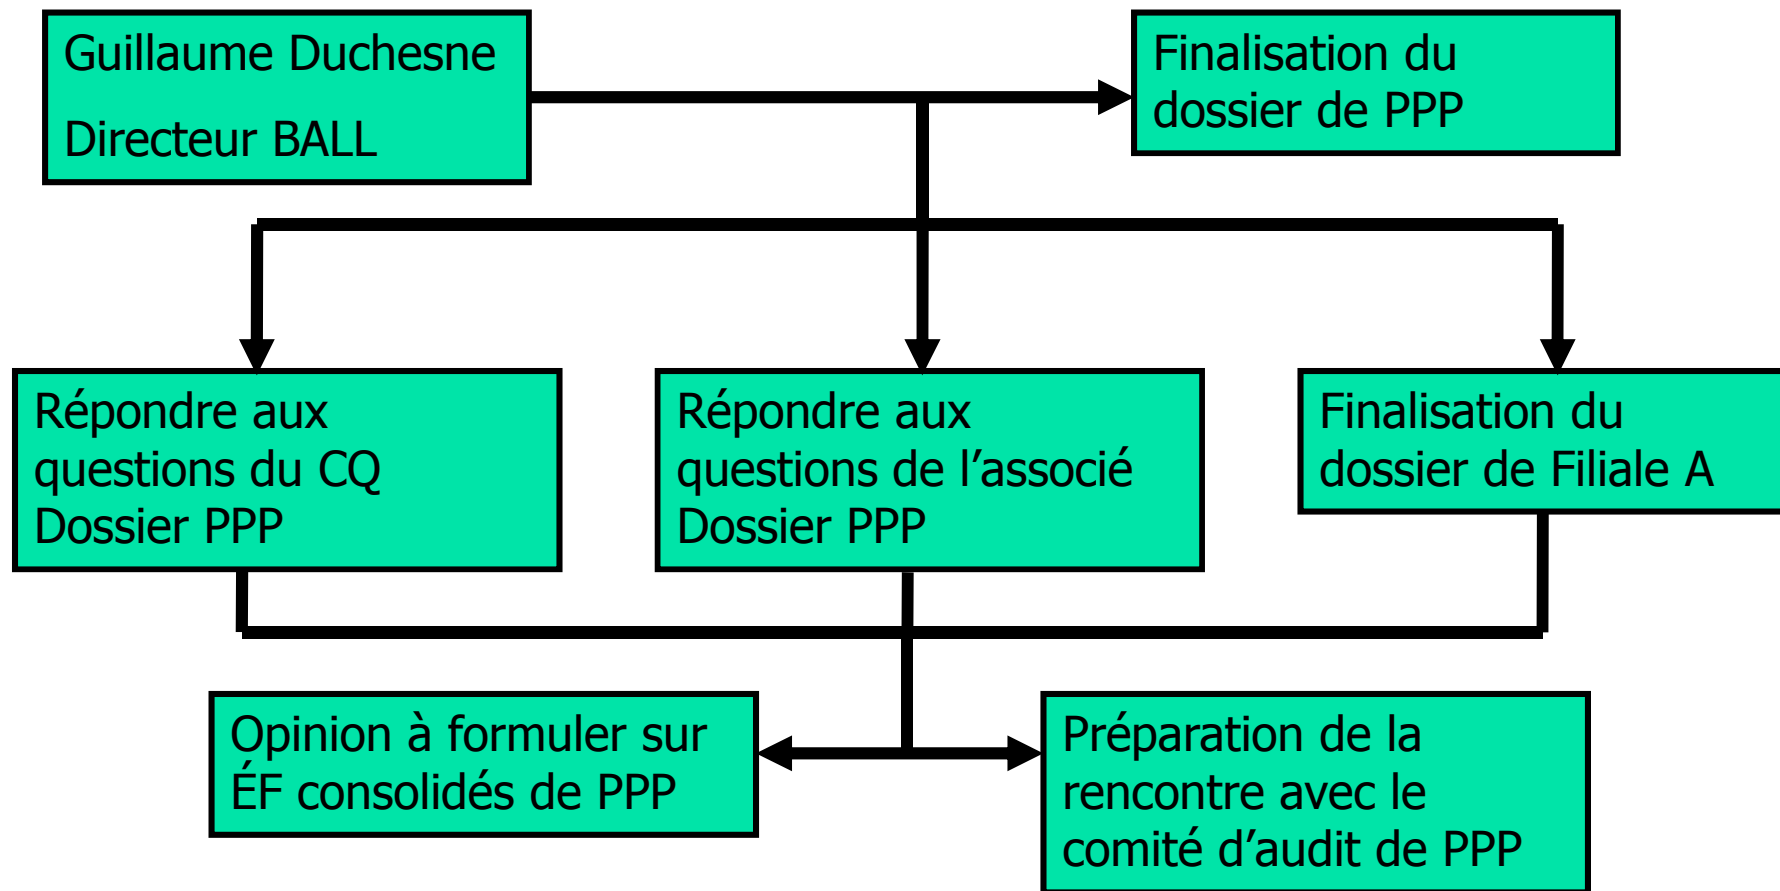 Guillaume Duchesne
Directeur BALL
Finalisation du
dossier de PPP
Répondre aux
questions du CQ
Dossier PPP
Répondre aux
questions de l’associé
Dossier PPP
Finalisation du
dossier de Filiale A
Opinion à formuler sur
ÉF consolidés de PPP
Préparation de la
rencontre avec le
comité d’audit de PPP